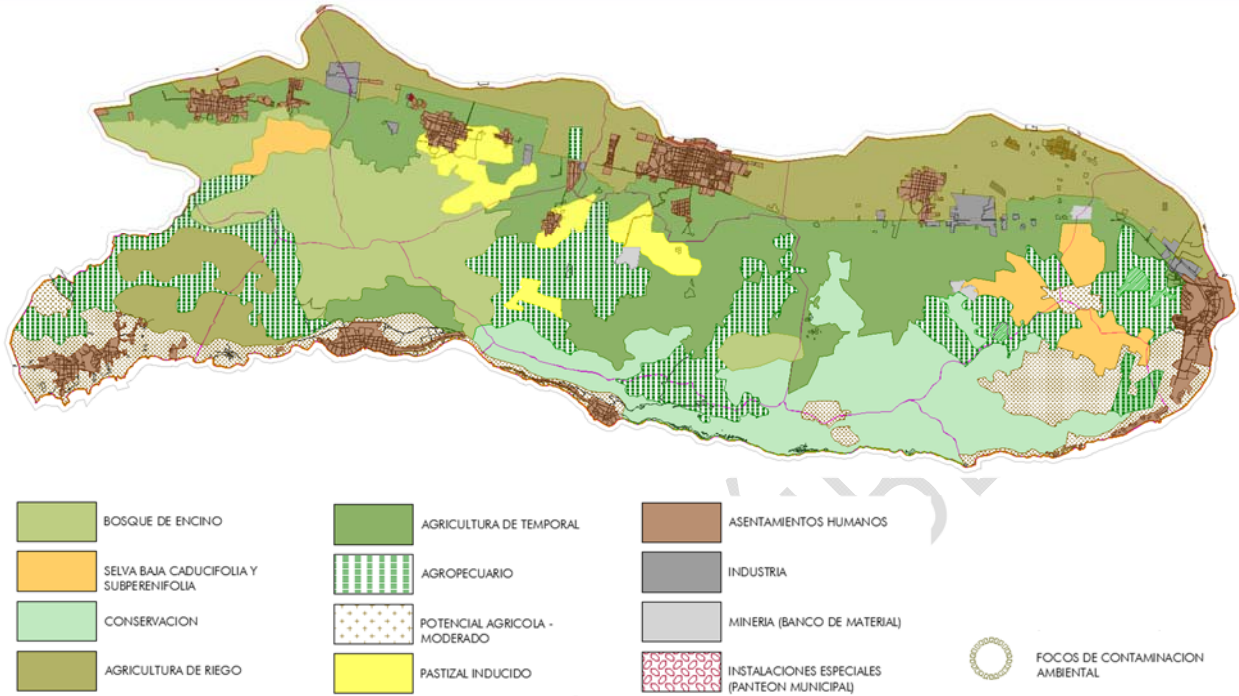 BOSQUE DE ENCINO
SELVA BAJA CADUCIFOLIA Y
SUBPERENIFOLIA
CONSERVACION
AGRICULTURA DE RIEGO
AGRICULTURA DE TEMPORAL
AGROPECUARIO
POTENCIAL AGRICOLA -
MODERADO
PASTIZAL INDUCIDO
ASENTAMIENTOS HUMANOS
INDUSTRIA
MINERIA (BANCO DE MATERIAL)
INSTALACIONES ESPECIALES
(PANTEON MUNICIPAL)
FOCOS DE CONTAMINACION
AMBIENTAL